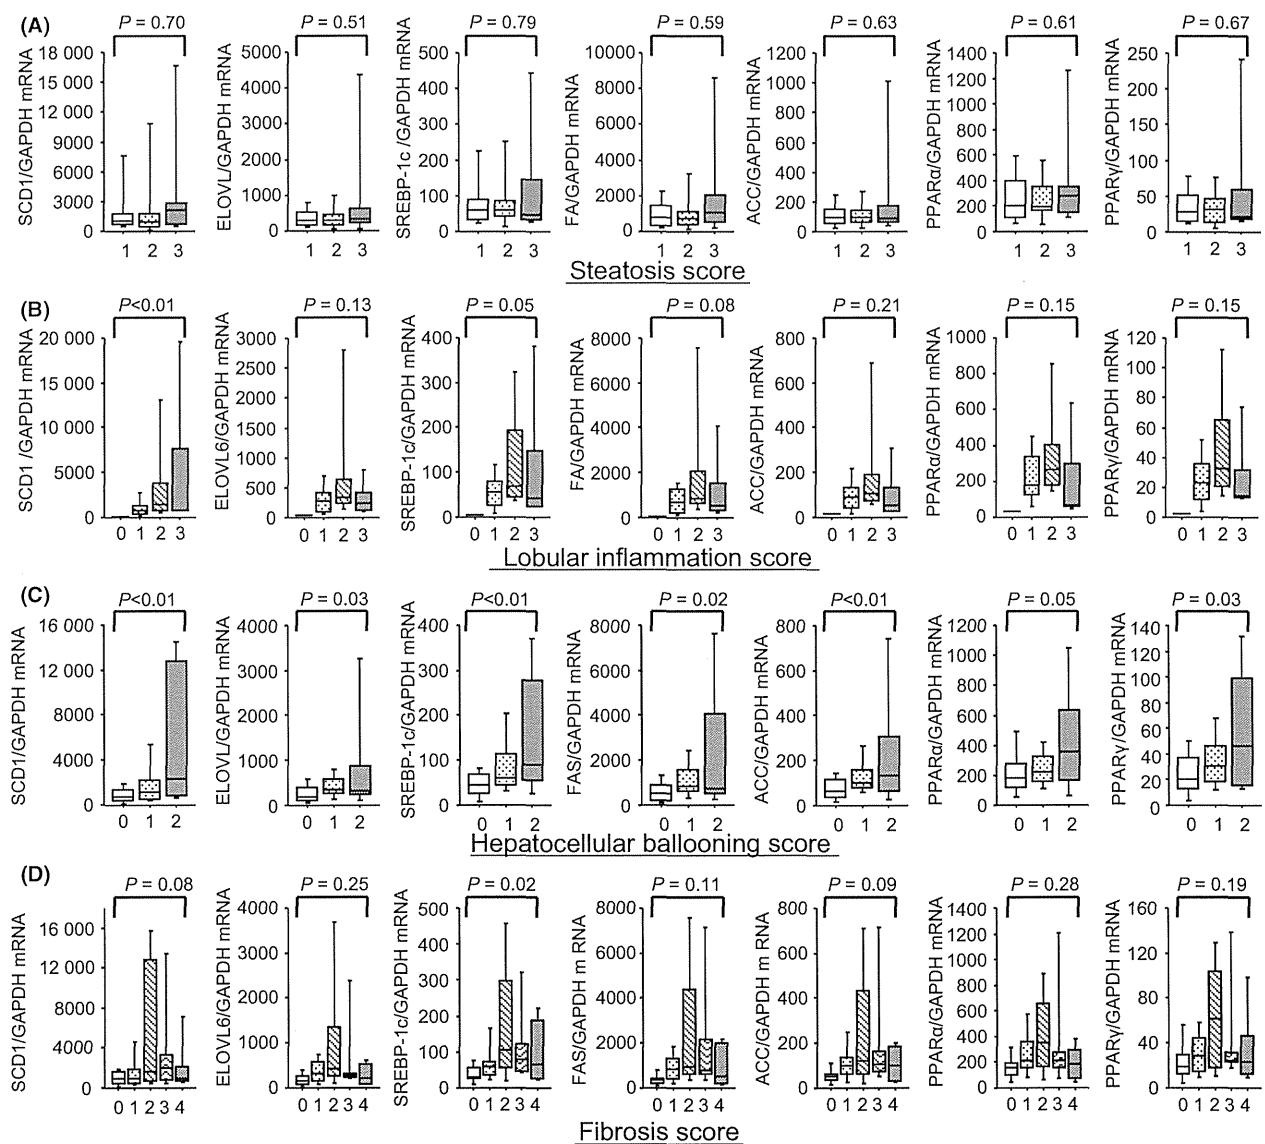 (A)
P = 0.70
P = 0.51
P = 0.79
P = 0.59
P = 0.63
P = 0.61
P = 0.67
SCD1/GAPDH mRNA
18 000
15 000
12 000
9000
6000
3000
0
1 2 3
ELOVL/GAPDH mRNA
5000
4000
3000
2000
1000
0
1 2 3
SREBP-1c /GAPDH mRNA
500
400
300
200
100
0
1 2 3
FA/GAPDH mRNA
10000
8000
6000
4000
2000
0
1 2 3
ACC/GAPDH mRNA
1200
1000
800
600
400
200
0
1 2 3
PPARα/GAPDH mRNA
1400
1200
1000
800
600
400
200
0
1 2 3
PPARγ/GAPDH mRNA
250
200
150
100
50
0
1 2 3
Steatosis score
(B)
P<0.01
P = 0.13
P = 0.05
P = 0.08
P = 0.21
P = 0.15
P = 0.15
SCD1 /GAPDH mRNA
20 000
15 000
10 000
5000
0
0 1 2 3
ELOVL6/GAPDH mRNA
3000
2500
2000
1500
1000
500
0
0 1 2 3
SREBP-1c/GAPDH mRNA
400
300
200
100
0
0 1 2 3
FA/GAPDH mRNA
8000
6000
4000
2000
0
0 1 2 3
ACC/GAPDH mRNA
800
600
400
200
0
0 1 2 3
PPARα/GAPDH mRNA
1000
800
600
400
200
0
0 1 2 3
PPARγ/GAPDH mRNA
120
100
80
60
40
20
0
0 1 2 3
Lobular inflammation score
(C)
P<0.01
P = 0.03
P<0.01
P = 0.02
P<0.01
P = 0.05
P = 0.03
SCD1/GAPDH mRNA
16 000
12 000
8000
4000
0
0 1 2
ELOVL/GAPDH mRNA
4000
3000
2000
1000
0
0 1 2
SREBP-1c/GAPDH mRNA
400
300
200
100
0
0 1 2
FAS/GAPDH mRNA
8000
6000
4000
2000
0
0 1 2
ACC/GAPDH mRNA
800
600
400
200
0
0 1 2
PPARα/GAPDH mRNA
1200
1000
800
600
400
200
0
0 1 2
PPARγ/GAPDH mRNA
140
120
100
80
60
40
20
0
0 1 2
Hepatocellular ballooning score
(D)
P = 0.08
P = 0.25
P = 0.02
P = 0.11
P = 0.09
P = 0.28
P = 0.19
SCD1/GAPDH mRNA
16 000
12 000
8000
4000
0
0 1 2 3 4
ELOVL6/GAPDH mRNA
4000
3000
2000
1000
0
0 1 2 3 4
SREBP-1c/GAPDH mRNA
500
400
300
200
100
0
0 1 2 3 4
FAS/GAPDH m RNA
8000
6000
4000
2000
0
0 1 2 3 4
ACC/GAPDH m RNA
800
600
400
200
0
0 1 2 3 4
PPARα/GAPDH mRNA
1400
1200
1000
800
600
400
200
0
0 1 2 3 4
PPARγ/GAPDH mRNA
160
120
80
40
0
0 1 2 3 4
Fibrosis score